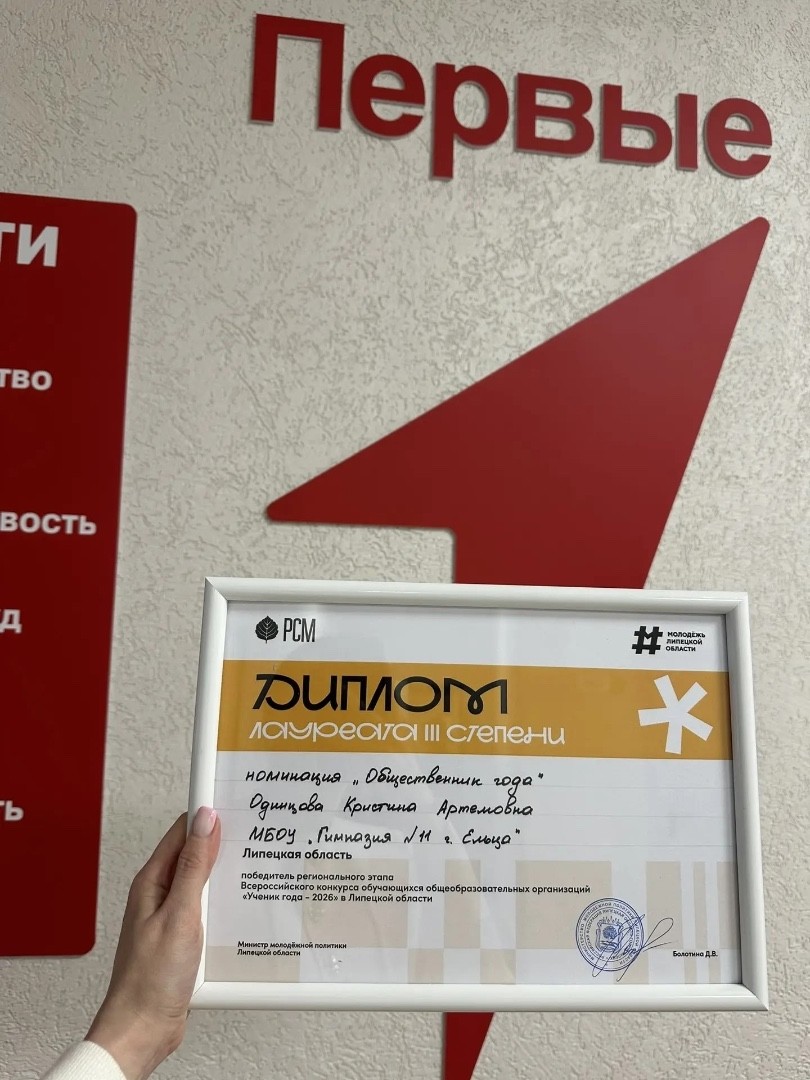 Первые
ти
тво
вость
д
ть
РСМ
МОЛОДЁЖЬ
ЛИПЕЦКОЙ
ОБЛАСТИ
ДИПЛОМ
ЛАУРЕАТА III СТЕПЕНИ
номинация „Общественник года"
Одинцова Кристина Артемовна
МБОУ „Гимназия №11 г. Ельца"
Липецкая область
победитель регионального этапа
Всероссийского конкурса обучающихся общеобразовательных организаций
«Ученик года - 2026» в Липецкой области
Министр молодёжной политики
Липецкой области
Болотина Д.В.